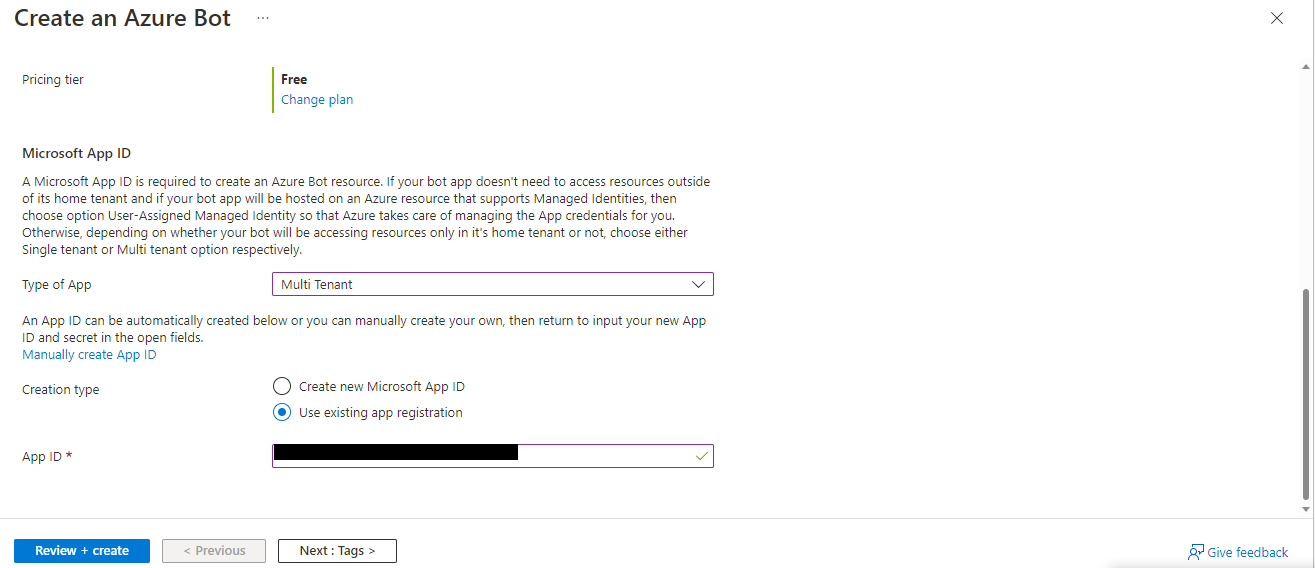 Create an Azure Bot ...
Pricing tier
Free
Change plan
Microsoft App ID
A Microsoft App ID is required to create an Azure Bot resource. If your bot app doesn't need to access resources outside
of its home tenant and if your bot app will be hosted on an Azure resource that supports Managed Identities, then
choose option User-Assigned Managed Identity so that Azure takes care of managing the App credentials for you.
Otherwise, depending on whether your bot will be accessing resources only in it's home tenant or not, choose either
Single tenant or Multi tenant option respectively.
Type of App
Multi Tenant
An App ID can be automatically created below or you can manually create your own, then return to input your new App
ID and secret in the open fields.
Manually create App ID
Creation type
Create new Microsoft App ID
Use existing app registration
App ID *
Review + create
< Previous
Next : Tags >
Give feedback